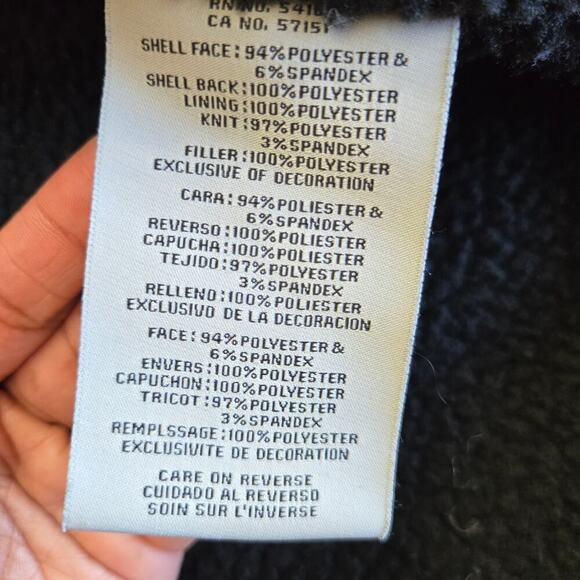 CA NO. 57151
SHELL FACE:94%POLYESTER &
6%SPANDEX
SHELL BACK:100%POLYESTER
LINING:100%POLYESTER
KNIT:97%POLYESTER
3%SPANDEX
FILLER:100%POLYESTER
EXCLUSIVE OF DECORATION
CARA:94%POLIESTER &
6%SPANDEX
REVERSO:100%POLIESTER
CAPUCHA:100%POLIESTER
TEJIDO:97%POLYESTER
3%SPANDEX
RELLENO:100%POLIESTER
EXCLUSIVO DE LA DECORACION
FACE:94%POLYESTER &
6%SPANDEX
ENVERS:100%POLYESTER
CAPUCHON:100%POLYESTER
TRICOT:97%POLYESTER
3%SPANDEX
REMPLSSAGE:100%POLYESTER
EXCLUSIVITE DE DECORATION
CARE ON REVERSE
CUIDADO AL REVERSO
SOIN SUR L'INVERSE